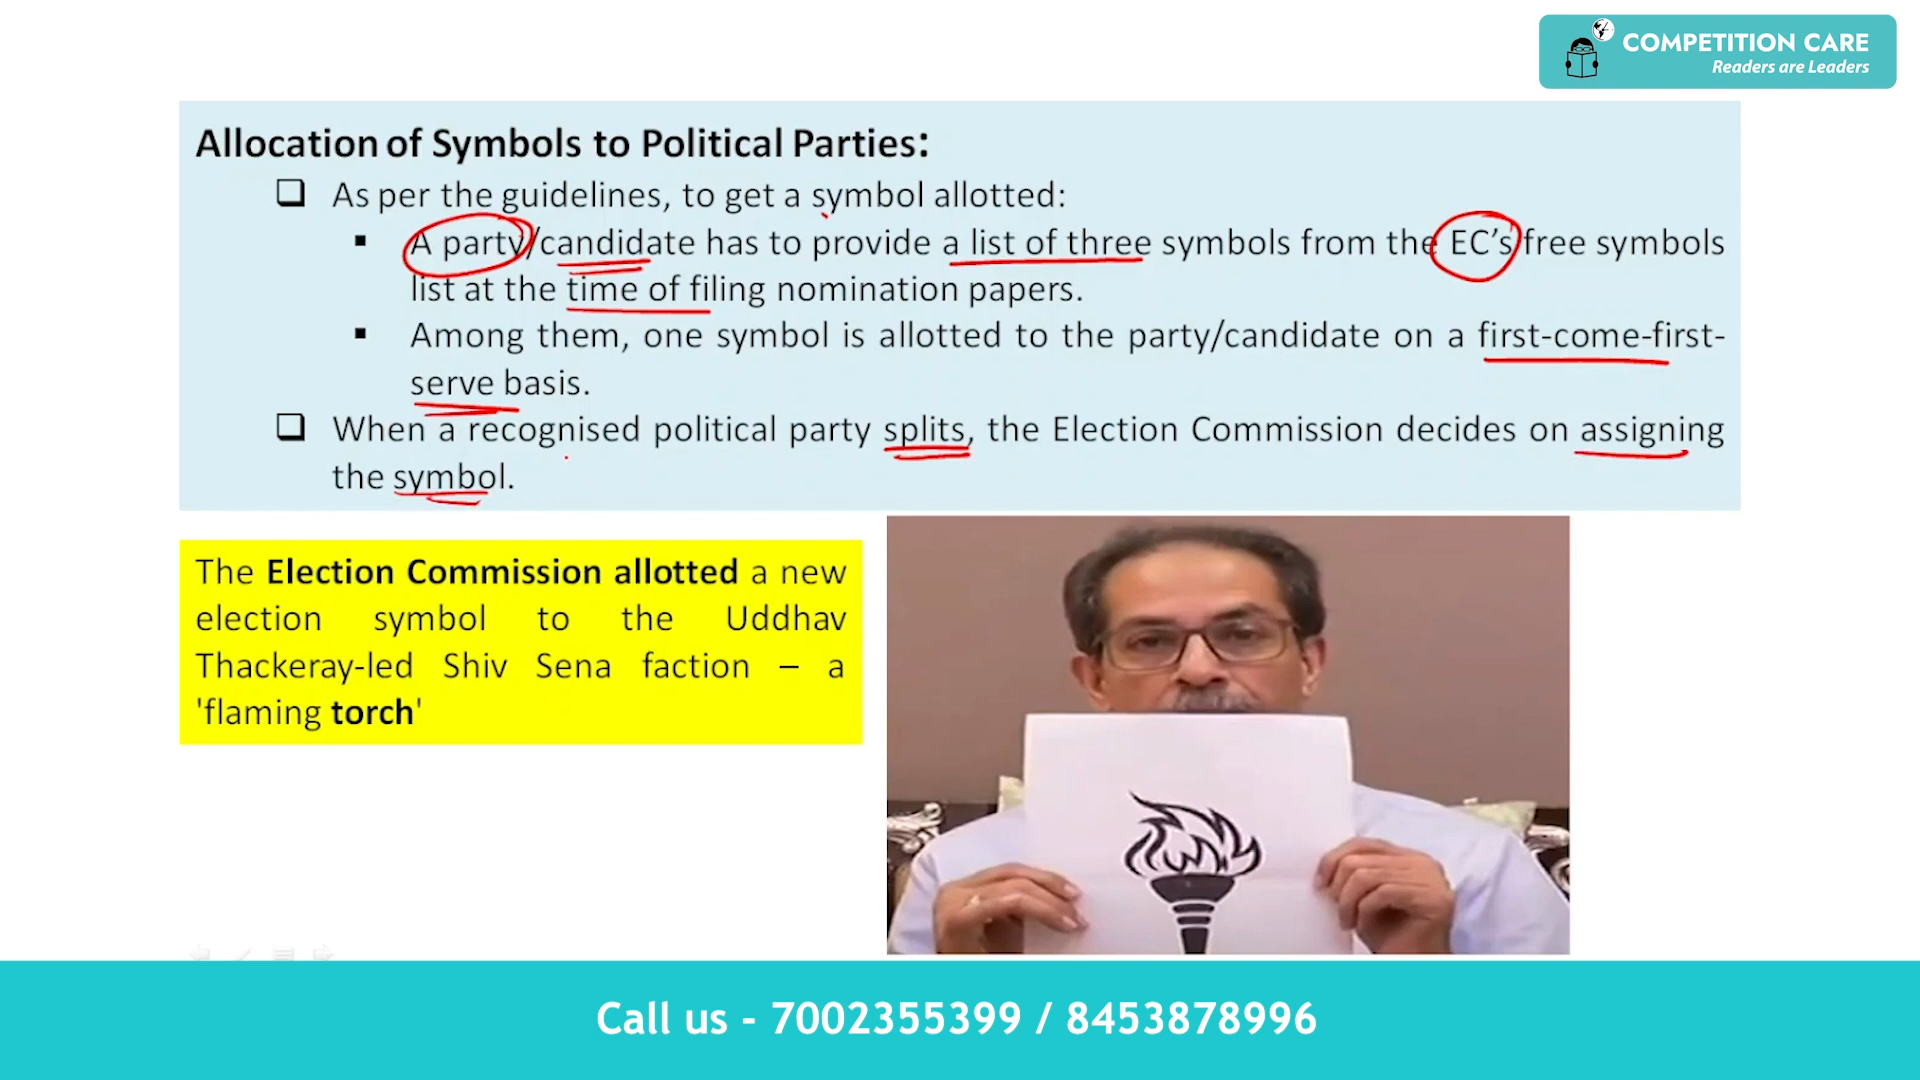 COMPETITION CARE
Readers are Leaders
Allocation of Symbols to Political Parties:
As per the guidelines, to get a symbol allotted:
A party/candidate has to provide a list of three symbols from the EC’s free symbols
list at the time of filing nomination papers.
Among them, one symbol is allotted to the party/candidate on a first-come-first-
serve basis.
When a recognised political party splits, the Election Commission decides on assigning
the symbol.
The Election Commission allotted a new
election symbol to the Uddhav
Thackeray-led Shiv Sena faction – a
'flaming torch'
Call us - 7002355399 / 8453878996